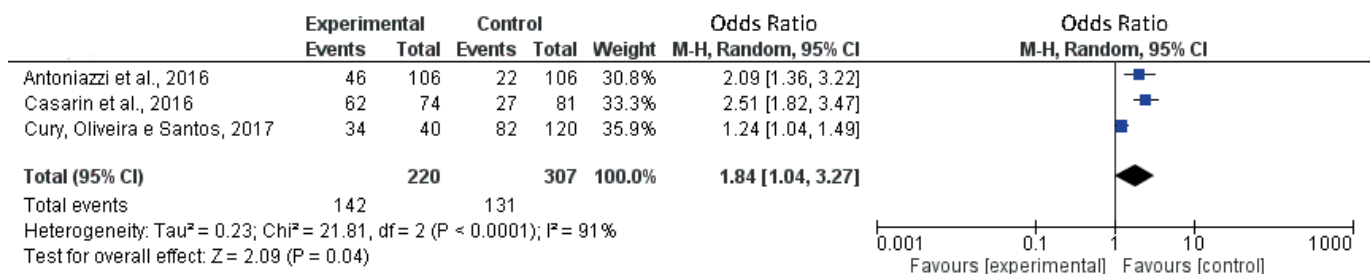 Experimental Control Odds Ratio Odds Ratio
Events Total Events Total Weight M-H, Random, 95% CI M-H, Random, 95% CI
Antoniazzi et al., 2016 46 106 22 106 30.8% 2.09 [1.36, 3.22]
Casarin et al., 2016 62 74 27 81 33.3% 2.51 [1.82, 3.47]
Cury, Oliveira e Santos, 2017 34 40 82 120 35.9% 1.24 [1.04, 1.49]
Total (95% CI) 220 307 100.0% 1.84 [1.04, 3.27]
Total events 142 131
Heterogeneity: Tau² = 0.23; Chi² = 21.81, df = 2 (P < 0.0001); I² = 91%
Test for overall effect: Z = 2.09 (P = 0.04)
0.001 0.1 1 10 1000
Favours [experimental] Favours [control]